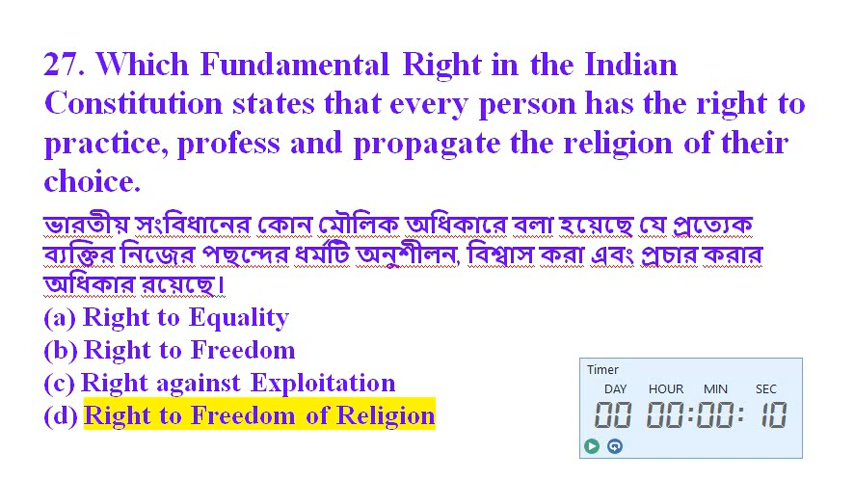 27. Which Fundamental Right in the Indian
Constitution states that every person has the right to
practice, profess and propagate the religion of their
choice.
ভারতীয় সংবিধানের কোন মৌলিক অধিকারে বলা হয়েছে যে প্রত্যেক
ব্যক্তির নিজের পছন্দের ধর্মটি অনুশীলন, বিশ্বাস করা এবং প্রচার করার
অধিকার রয়েছে।
(a) Right to Equality
(b) Right to Freedom
(c) Right against Exploitation
(d) Right to Freedom of Religion
Timer
DAY HOUR MIN SEC
00 00:00: 10